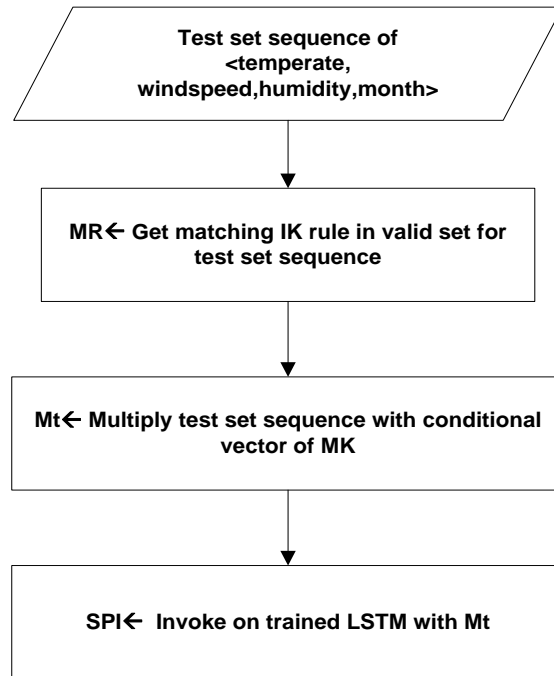 Test set sequence of
<temperate,
windspeed,humidity,month>
MR← Get matching IK rule in valid set for
test set sequence
Mt← Multiply test set sequence with conditional
vector of MK
SPI← Invoke on trained LSTM with Mt